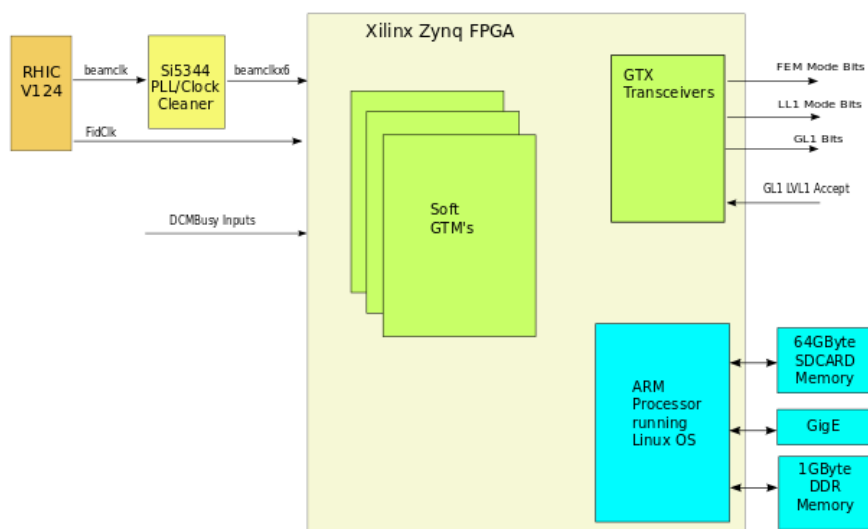 Xilinx Zynq FPGA
RHIC
V124
beamclk
Si5344
PLL/Clock
Cleaner
beamclkx6
FidClk
DCMBusy Inputs
Soft
GTM's
GTX
Transceivers
FEM Mode Bits
LL1 Mode Bits
GL1 Bits
GL1 LVL1 Accept
ARM
Processor
running
Linux OS
64GByte
SDCARD
Memory
GigE
1GByte
DDR
Memory